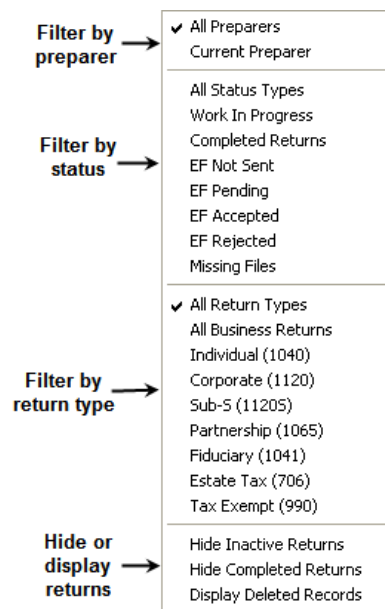 Filter by
preparer
All Preparers
Current Preparer
Filter by
status
All Status Types
Work In Progress
Completed Returns
EF Not Sent
EF Pending
EF Accepted
EF Rejected
Missing Files
Filter by
return type
All Return Types
All Business Returns
Individual (1040)
Corporate (1120)
Sub-S (1120S)
Partnership (1065)
Fiduciary (1041)
Estate Tax (706)
Tax Exempt (990)
Hide or
display
returns
Hide Inactive Returns
Hide Completed Returns
Display Deleted Records